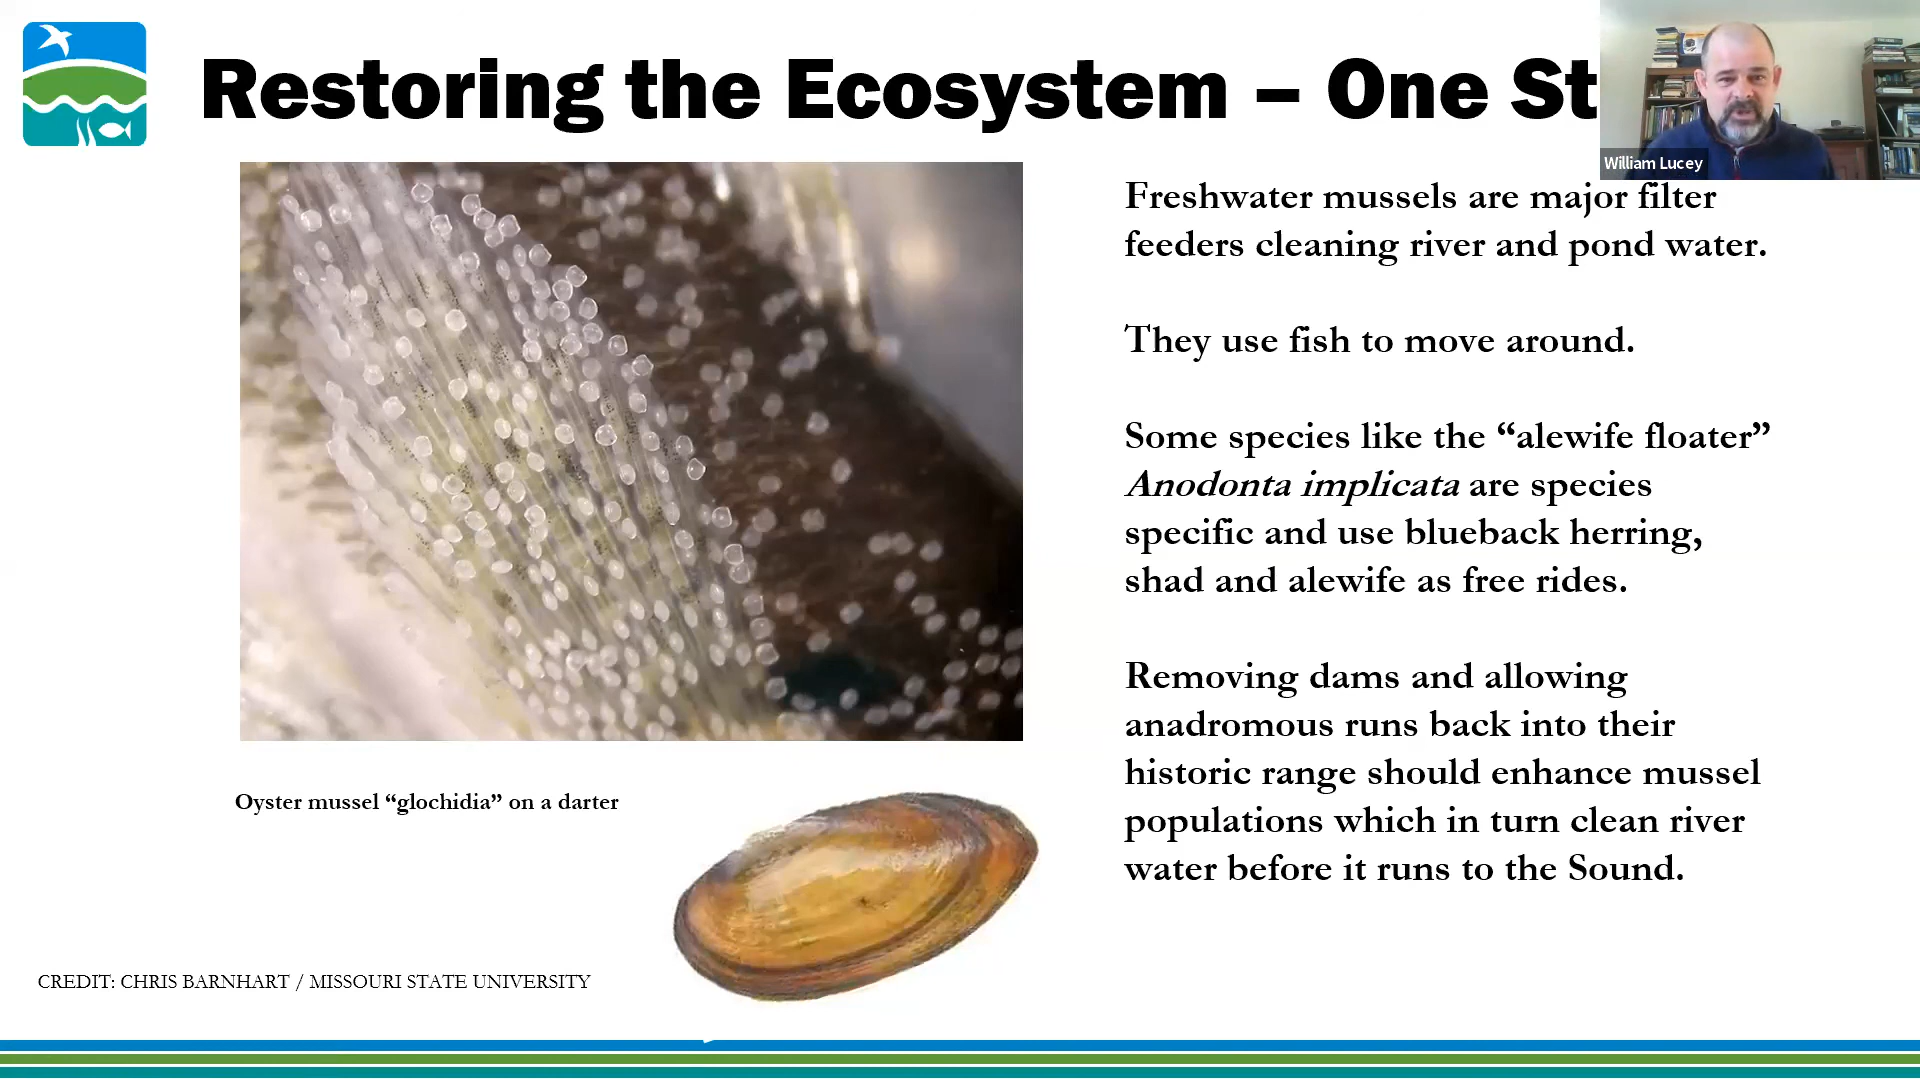 Restoring the Ecosystem – One St
William Lucey
Freshwater mussels are major filter
feeders cleaning river and pond water.
They use fish to move around.
Some species like the “alewife floater”
Anodonta implicata are species
specific and use blueback herring,
shad and alewife as free rides.
Removing dams and allowing
anadromous runs back into their
historic range should enhance mussel
populations which in turn clean river
water before it runs to the Sound.
Oyster mussel “glochidia” on a darter
CREDIT: CHRIS BARNHART / MISSOURI STATE UNIVERSITY